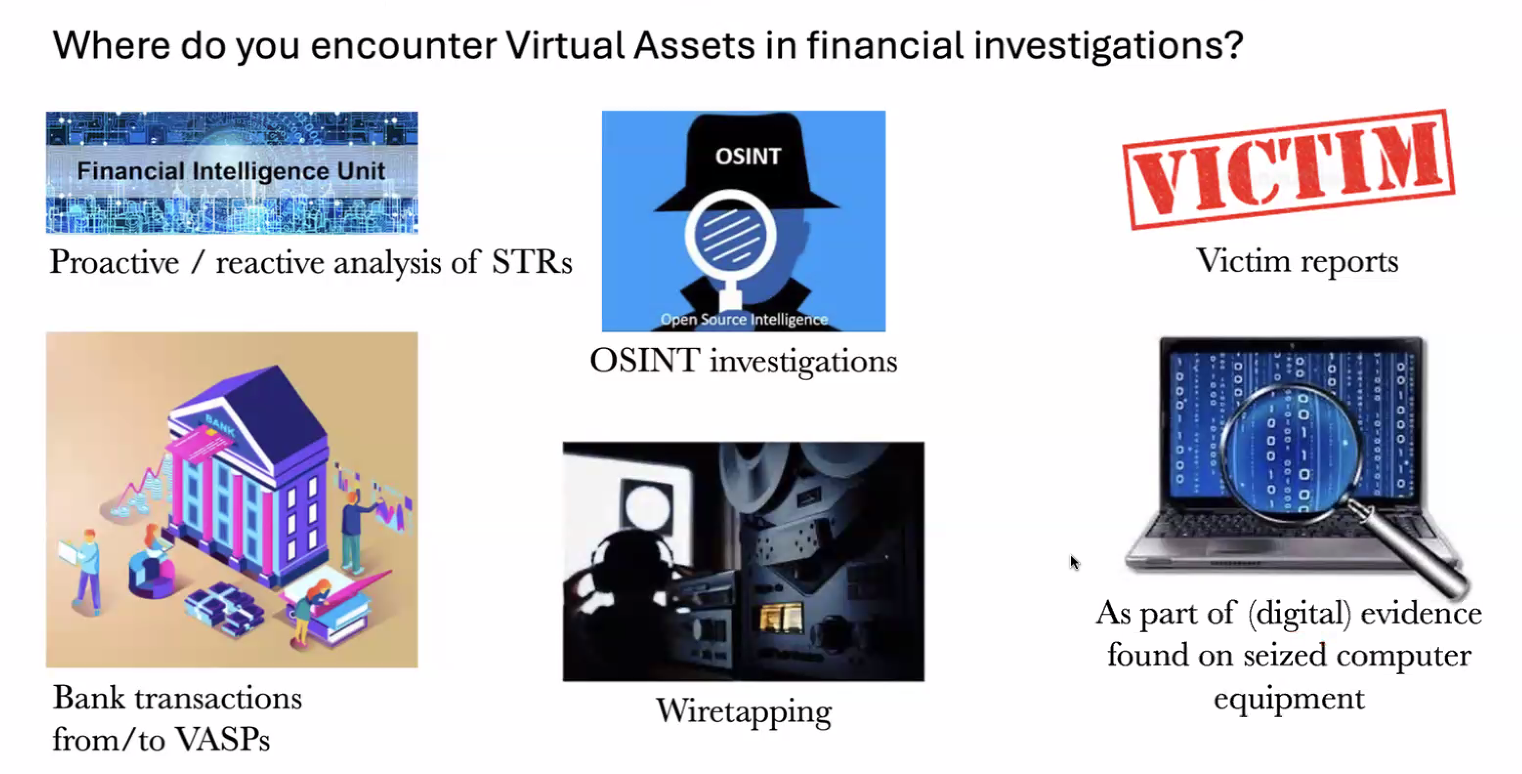 Where do you encounter Virtual Assets in financial investigations?
Financial Intelligence Unit
Proactive / reactive analysis of STRs
OSINT
Open Source Intelligence
OSINT investigations
VICTIM
Victim reports
BANK
Bank transactions
from/to VASPs
Wiretapping
As part of (digital) evidence
found on seized computer
equipment